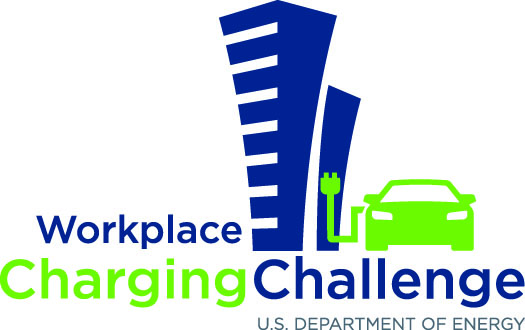 Workplace
ChargingChallenge
U.S. DEPARTMENT OF ENERGY